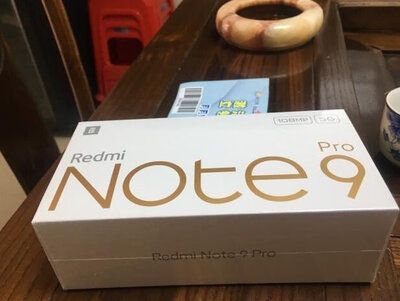 108MP 5G
Redmi
Note 9 Pro
Redmi Note 9 Pro